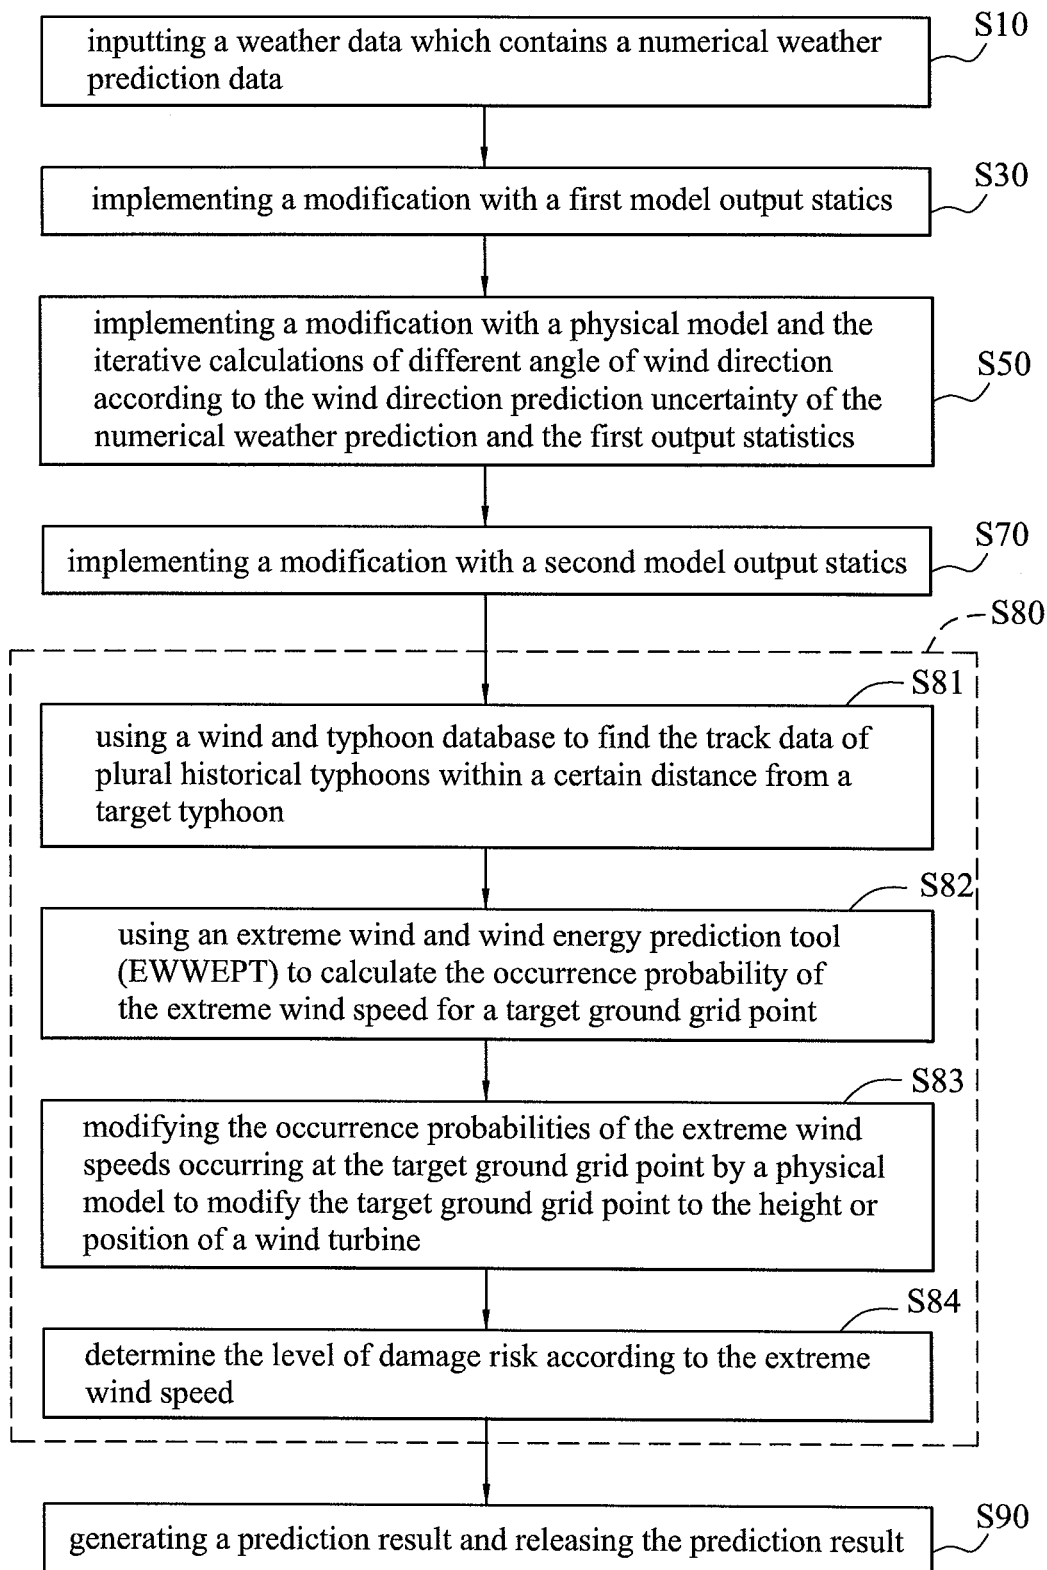 S10
inputting a weather data which contains a numerical weather
prediction data
S30
implementing a modification with a first model output statics
S50
implementing a modification with a physical model and the
iterative calculations of different angle of wind direction
according to the wind direction prediction uncertainty of the
numerical weather prediction and the first output statistics
S70
implementing a modification with a second model output statics
S80
S81
using a wind and typhoon database to find the track data of
plural historical typhoons within a certain distance from a
target typhoon
S82
using an extreme wind and wind energy prediction tool
(EWWEPT) to calculate the occurrence probability of
the extreme wind speed for a target ground grid point
S83
modifying the occurrence probabilities of the extreme wind
speeds occurring at the target ground grid point by a physical
model to modify the target ground grid point to the height or
position of a wind turbine
S84
determine the level of damage risk according to the extreme
wind speed
S90
generating a prediction result and releasing the prediction result